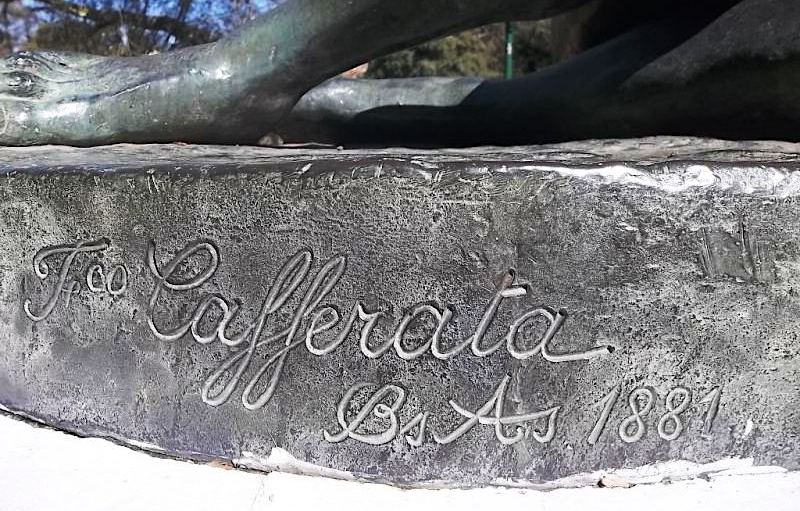 Fco Cafferata
Bs As 1881